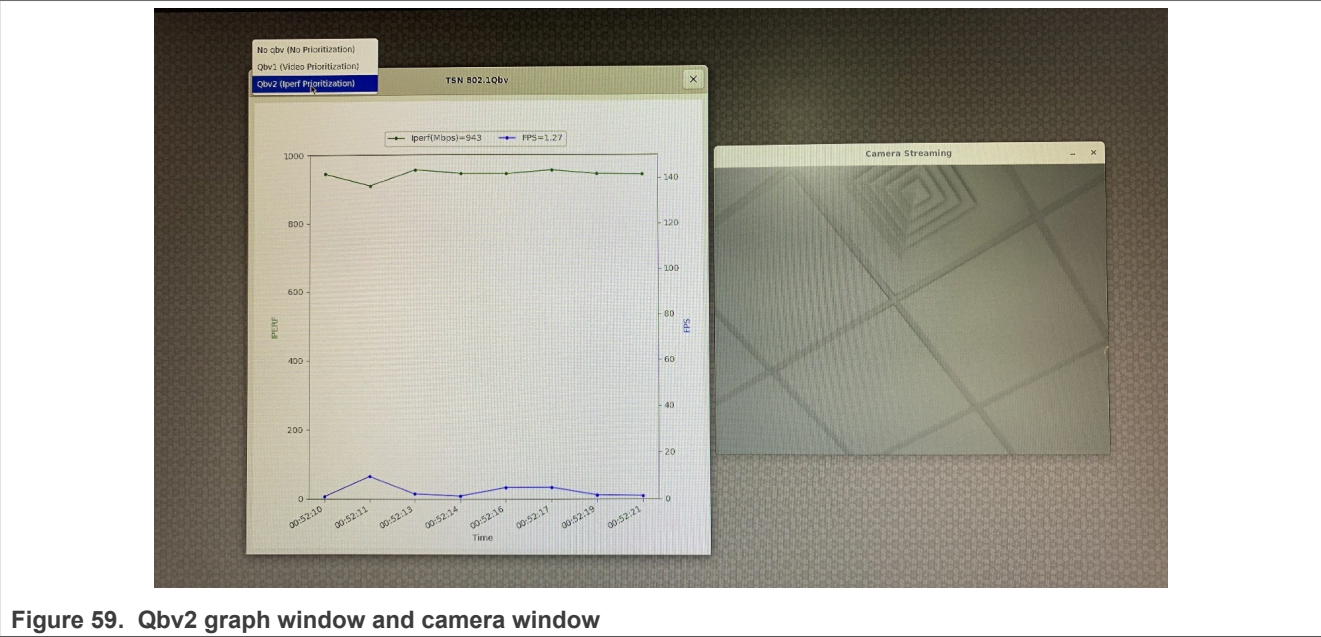 No qbv (No Prioritization)
Qbv1 (Video Prioritization)
Qbv2 (Iperf Prioritization)
TSN 802.1Qbv
Iperf(Mbps)=943 FPS=1.27
1000
800
600
400
200
0
IPERF
140
120
100
80
60
40
20
0
FPS
00:52:10 00:52:11 00:52:13 00:52:14 00:52:16 00:52:17 00:52:19 00:52:21
Time
Camera Streaming
Figure 59. Qbv2 graph window and camera window